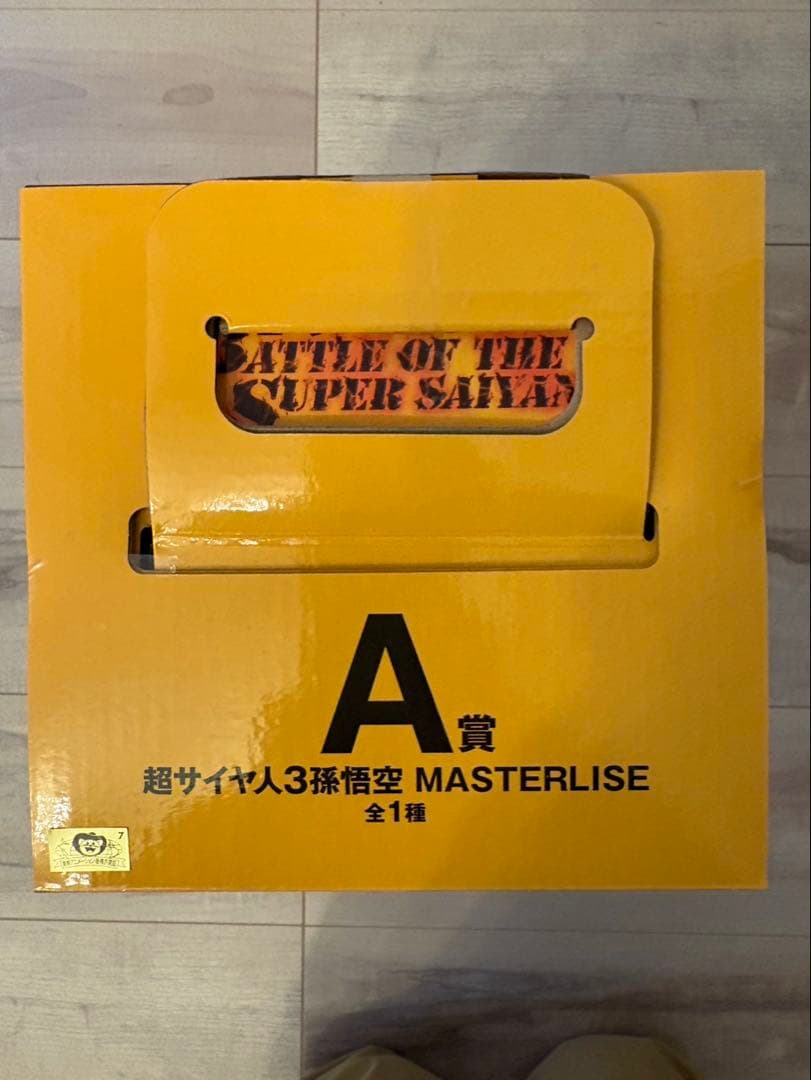 BATTLE OF THE
SUPER SAIYAN
A賞
超サイヤ人3孫悟空 MASTERLISE
全1種
7